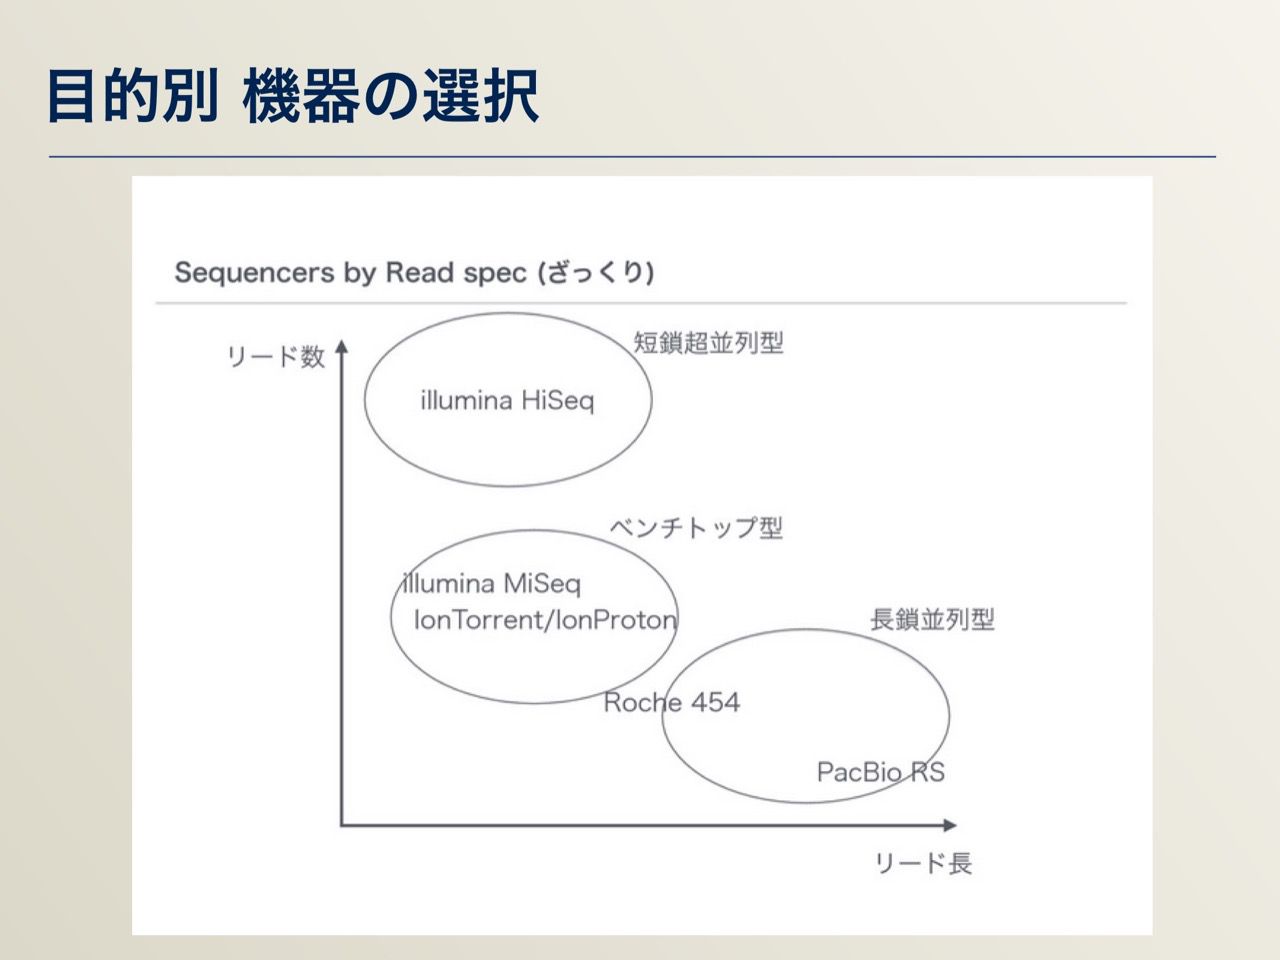 目的別 機器の選択
Sequencers by Read spec (ざっくり)
リード数
短鎖超並列型
illumina HiSeq
ベンチトップ型
illumina MiSeq
IonTorrent/IonProton
長鎖並列型
Roche 454
PacBio RS
リード長